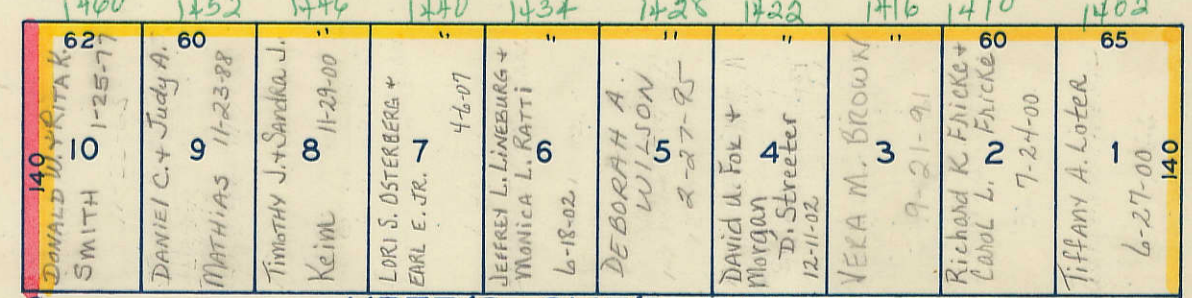 1460 1452 1446 1440 1434 1428 1422 1416 1410 1402
62 60 " " " " " " 60 65
140
10
DONALD W. & RITA K.
SMITH 1-25-77
9
DANIEL C. & Judy A.
MATHIAS 11-23-88
8
Timothy J. & Sandra J.
Keim 11-29-00
7
LORI S. OSTERBERG &
EARL E. JR. 4-6-07
6
JEFFREY L. LINEBURG &
MONICA L. RATTI
6-18-02
5
DEBORAH A.
WILSON
2-27-95
4
DAVID U. Fox &
Morgan
D. Streeter
12-11-02
3
VERA M. BROWN
9-21-91
2
Richard K Fricke &
Carol L. Fricke
7-24-00
1
Tiffany A. Loter
6-27-00
140